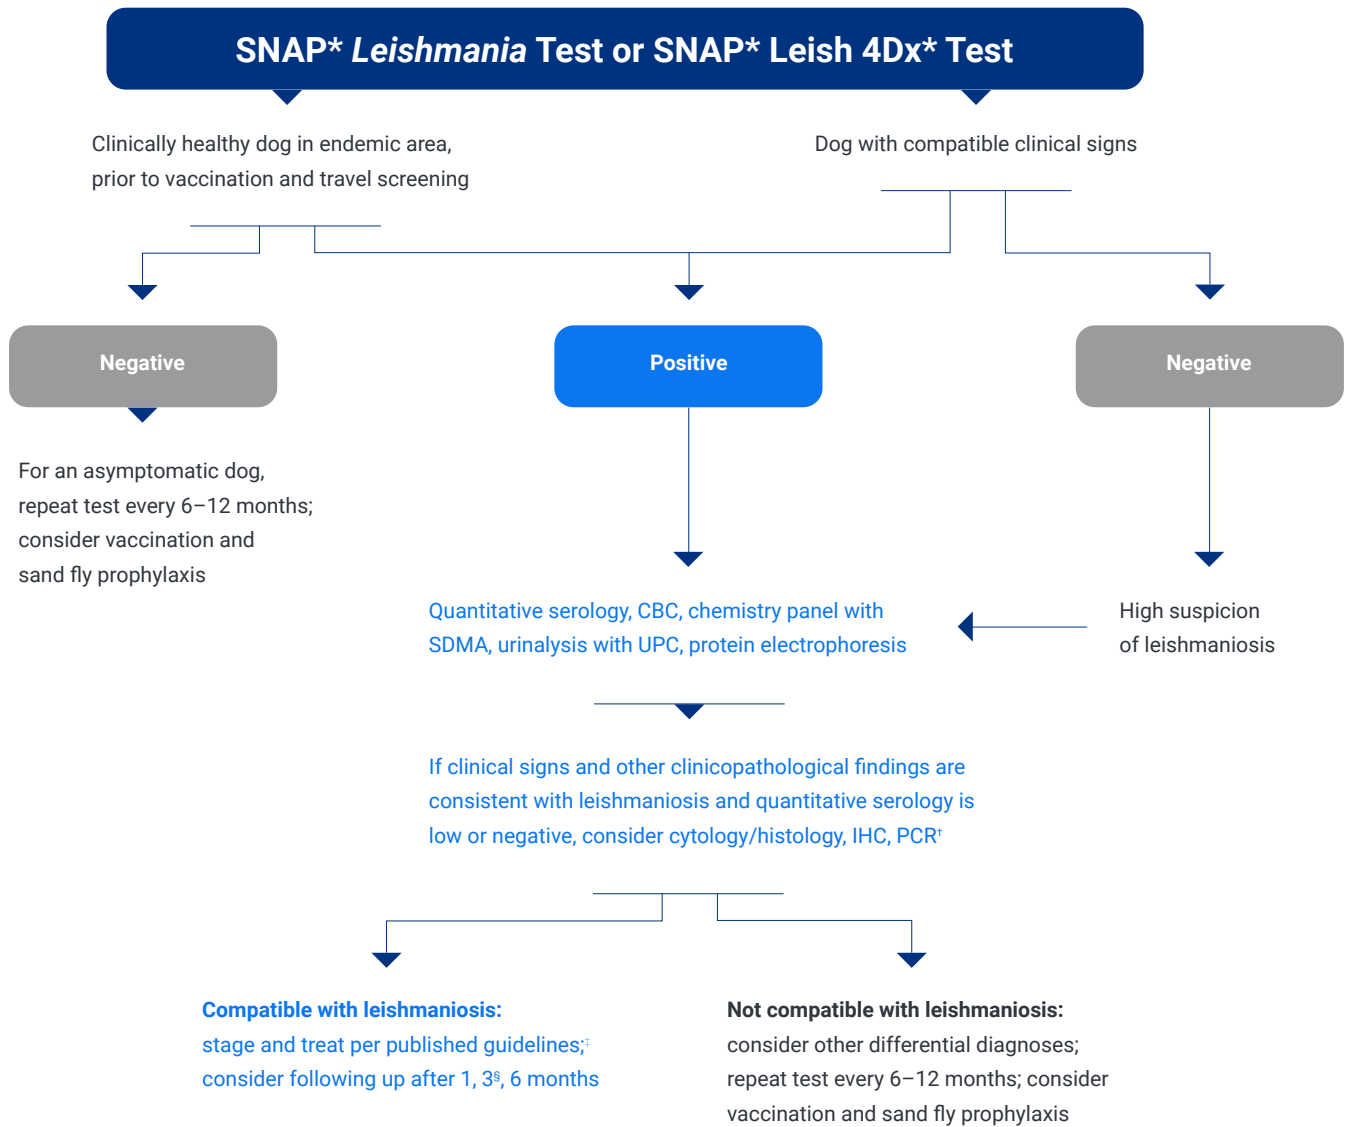 SNAP* Leishmania Test or SNAP* Leish 4Dx* Test
Clinically healthy dog in endemic area,
prior to vaccination and travel screening
Dog with compatible clinical signs
Negative
Positive
Negative
For an asymptomatic dog,
repeat test every 6–12 months;
consider vaccination and
sand fly prophylaxis
Quantitative serology, CBC, chemistry panel with
SDMA, urinalysis with UPC, protein electrophoresis
High suspicion
of leishmaniosis
If clinical signs and other clinicopathological findings are
consistent with leishmaniosis and quantitative serology is
low or negative, consider cytology/histology, IHC, PCR†
Compatible with leishmaniosis:
stage and treat per published guidelines;‡
consider following up after 1, 3§, 6 months
Not compatible with leishmaniosis:
consider other differential diagnoses;
repeat test every 6–12 months; consider
vaccination and sand fly prophylaxis